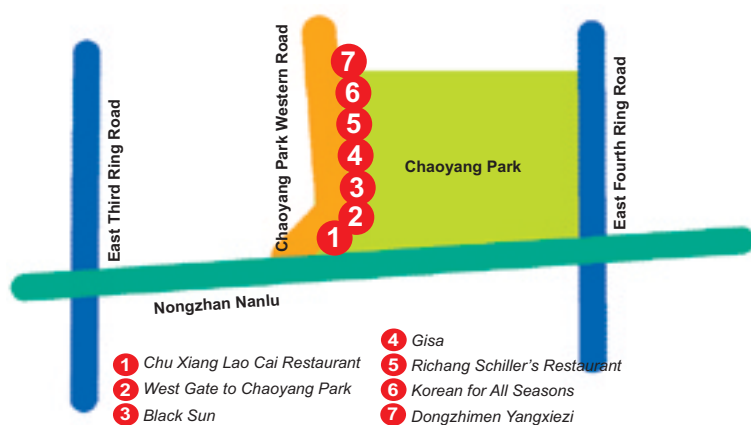 7
6
5
4
3
2
1
East Third Ring Road
Chaoyang Park Western Road
Chaoyang Park
East Fourth Ring Road
Nongzhan Nanlu
1 Chu Xiang Lao Cai Restaurant
2 West Gate to Chaoyang Park
3 Black Sun
4 Gisa
5 Richang Schiller's Restaurant
6 Korean for All Seasons
7 Dongzhimen Yangxiezi